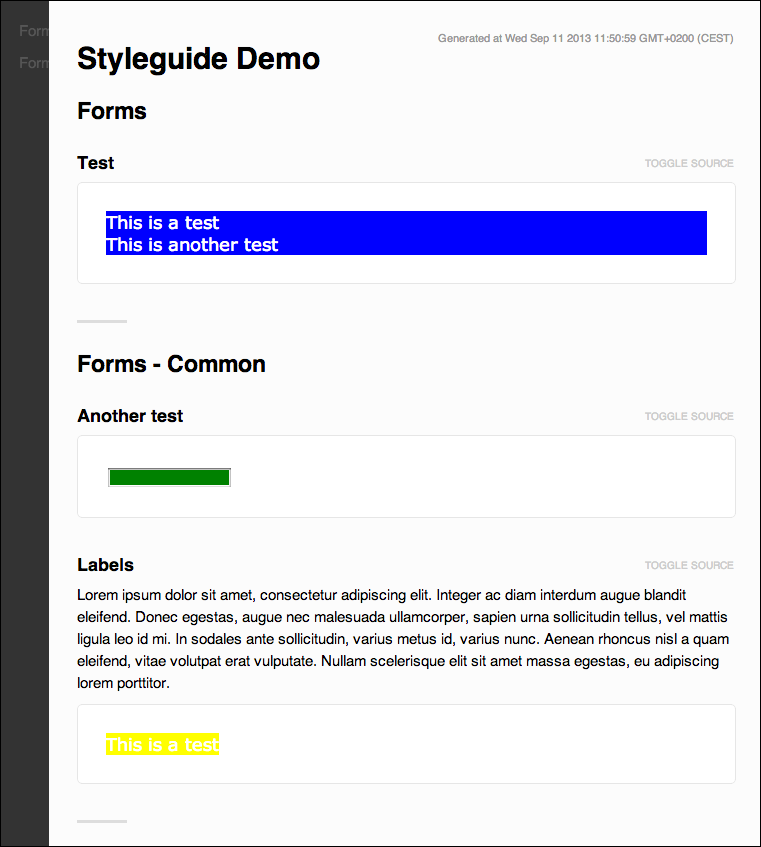 Form
Form
Generated at Wed Sep 11 2013 11:50:59 GMT+0200 (CEST)
Styleguide Demo
Forms
Test
TOGGLE SOURCE
This is a test
This is another test
Forms - Common
Another test
TOGGLE SOURCE
Labels
TOGGLE SOURCE
Lorem ipsum dolor sit amet, consectetur adipiscing elit. Integer ac diam interdum augue blandit
eleifend. Donec egestas, augue nec malesuada ullamcorper, sapien urna sollicitudin tellus, vel mattis
ligula leo id mi. In sodales ante sollicitudin, varius metus id, varius nunc. Aenean rhoncus nisl a quam
eleifend, vitae volutpat erat vulputate. Nullam scelerisque elit sit amet massa egestas, eu adipiscing
lorem porttitor.
This is a test